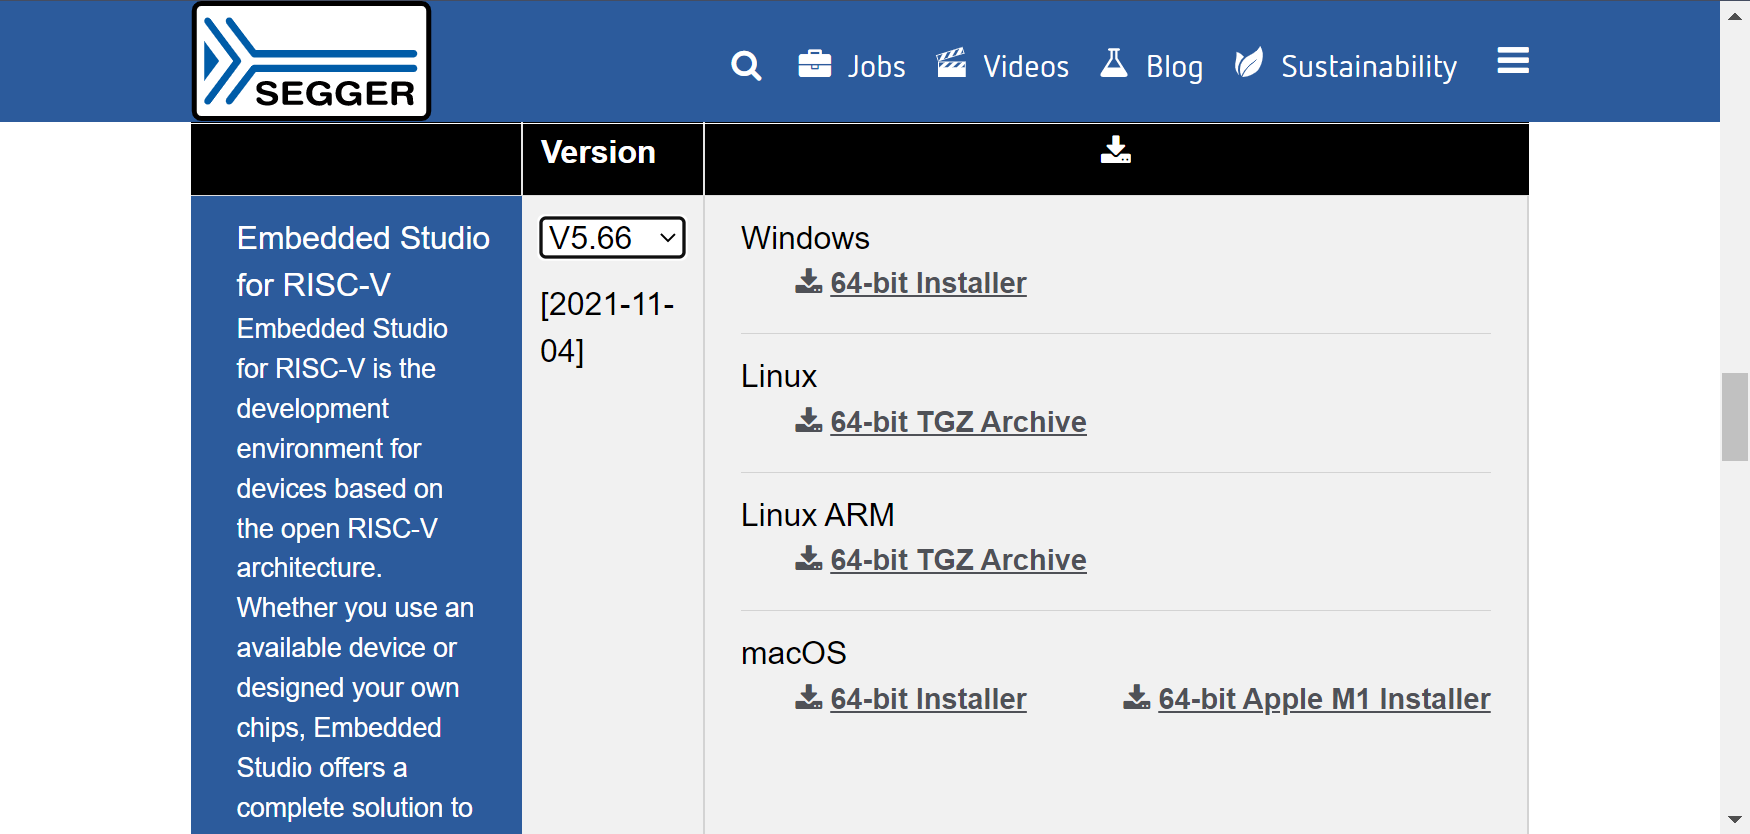 SEGGER
Jobs Videos Blog Sustainability
Version
Embedded Studio
for RISC-V
Embedded Studio
for RISC-V is the
development
environment for
devices based on
the open RISC-V
architecture.
Whether you use an
available device or
designed your own
chips, Embedded
Studio offers a
complete solution to
V5.66
[2021-11-
04]
Windows
64-bit Installer
Linux
64-bit TGZ Archive
Linux ARM
64-bit TGZ Archive
macOS
64-bit Installer 64-bit Apple M1 Installer